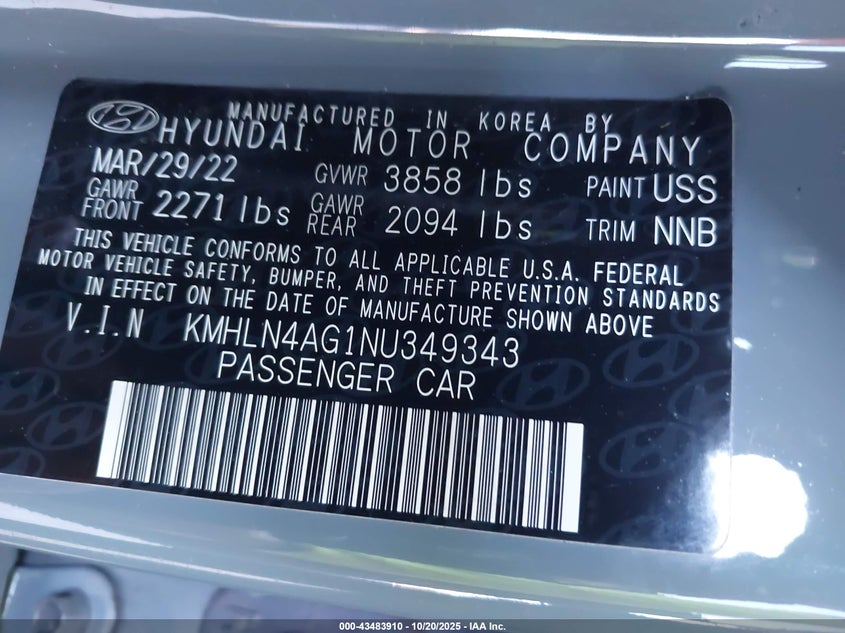 MANUFACTURED IN KOREA BY
HYUNDAI MOTOR COMPANY
MAR/29/22 GVWR 3858 lbs PAINT USS
GAWR FRONT 2271 lbs GAWR REAR 2094 lbs TRIM NNB
THIS VEHICLE CONFORMS TO ALL APPLICABLE U.S.A. FEDERAL
MOTOR VEHICLE SAFETY, BUMPER, AND THEFT PREVENTION STANDARDS
IN EFFECT ON THE DATE OF MANUFACTURE SHOWN ABOVE
V.I.N KMHLN4AG1NU349343
PASSENGER CAR
000-43483910 - 10/20/2025 - IAA Inc.